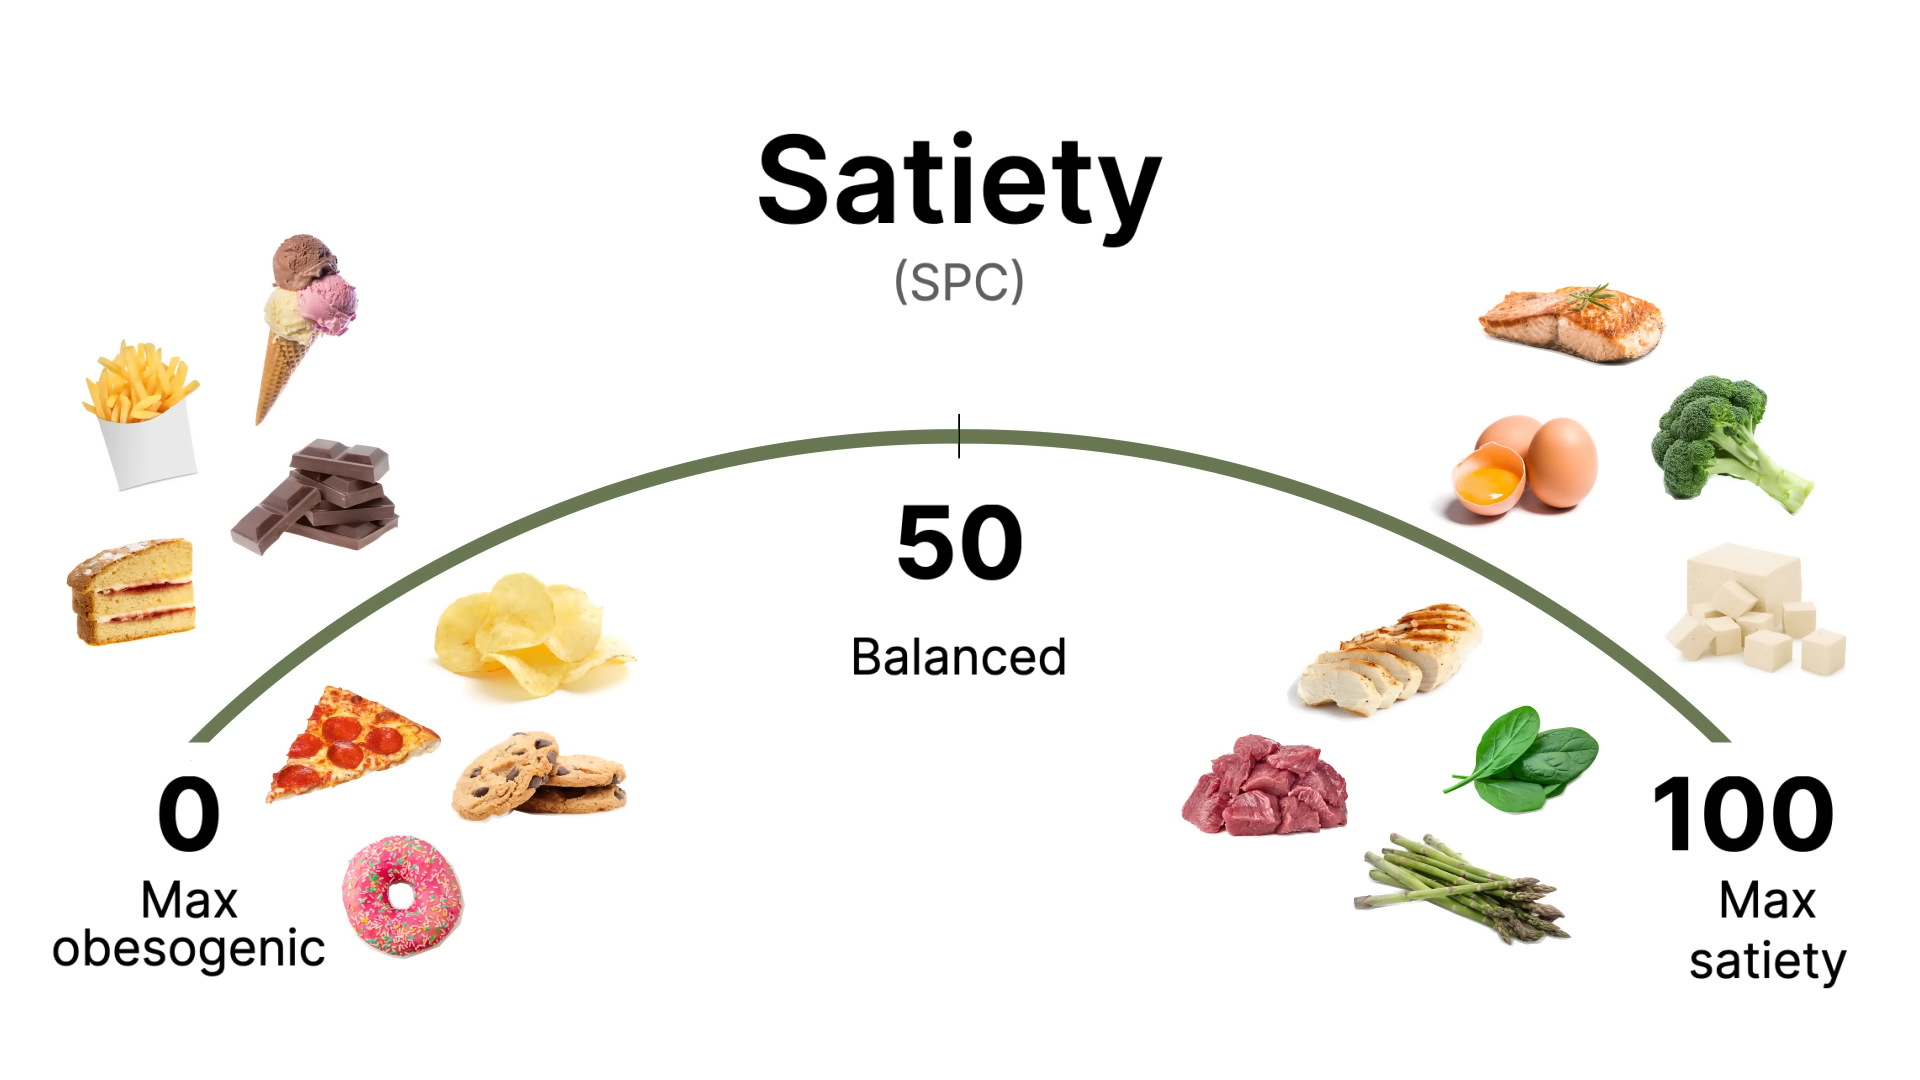 Satiety
(SPC)
50
Balanced
0
Max
obesogenic
100
Max
satiety